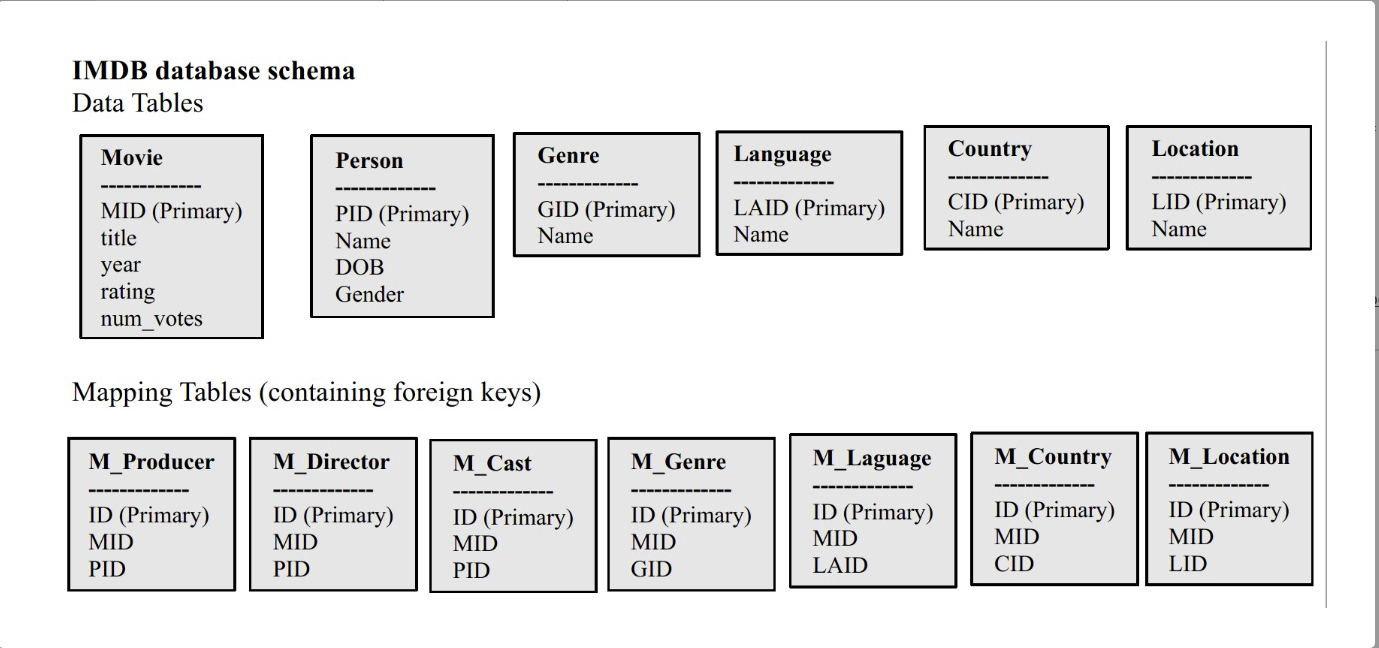 IMDB database schema
Data Tables
Movie
-------------
MID (Primary)
title
year
rating
num_votes
Person
-------------
PID (Primary)
Name
DOB
Gender
Genre
-------------
GID (Primary)
Name
Language
-------------
LAID (Primary)
Name
Country
-------------
CID (Primary)
Name
Location
-------------
LID (Primary)
Name
Mapping Tables (containing foreign keys)
M_Producer
-------------
ID (Primary)
MID
PID
M_Director
-------------
ID (Primary)
MID
PID
M_Cast
-------------
ID (Primary)
MID
PID
M_Genre
-------------
ID (Primary)
MID
GID
M_Laguage
-------------
ID (Primary)
MID
LAID
M_Country
-------------
ID (Primary)
MID
CID
M_Location
-------------
ID (Primary)
MID
LID